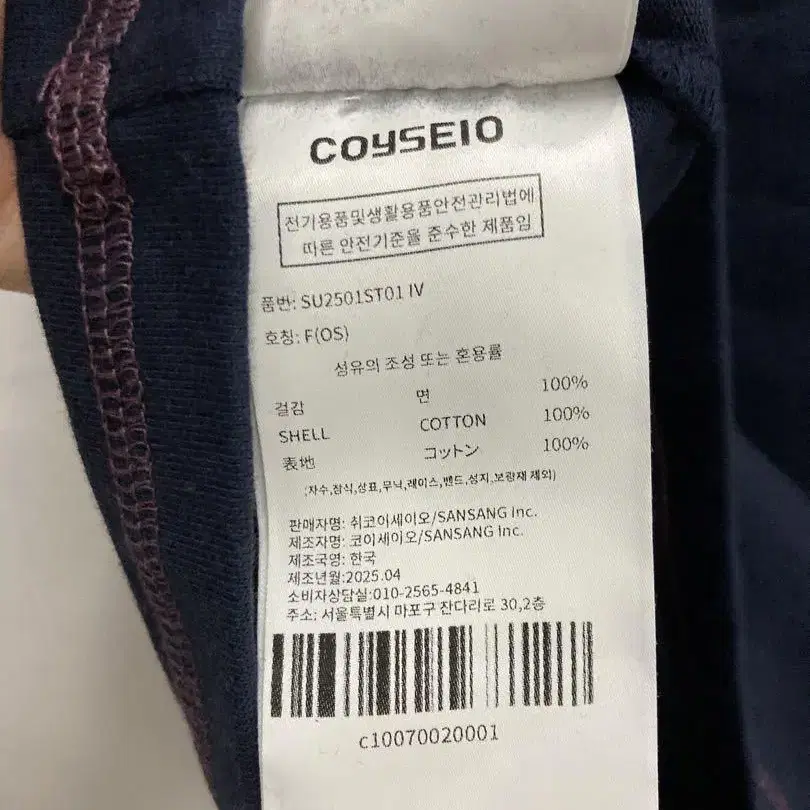 COYSEIO
전기용품및생활용품안전관리법에
따른 안전기준을 준수한 제품임
품번: SU2501ST01 IV
호칭: F(OS)
성유의 조성 또는 혼용률
걸감 면 100%
SHELL COTTON 100%
表地 コットン 100%
(자수,장식,상표,무늬,레이스,밴드,성지,보강재 제외)
판매자명: 쉬코이세이오/SANSANG Inc.
제조자명: 코이세이오/SANSANG Inc.
제조국명: 한국
제조년월:2025.04
소비자상담실:010-2565-4841
주소: 서울특별시 마포구 잔다리로 30,2층
c10070020001